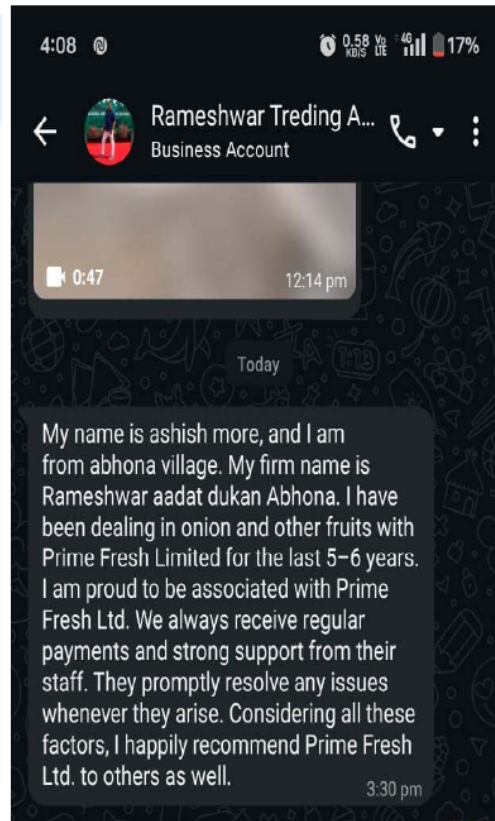 4:08
0.58 KB/S Vo LTE 4G 17%
Rameshwar Treding A...
Business Account
0:47
12:14 pm
Today
My name is ashish more, and I am
from abhona village. My firm name is
Rameshwar aadat dukan Abhona. I have
been dealing in onion and other fruits with
Prime Fresh Limited for the last 5–6 years.
I am proud to be associated with Prime
Fresh Ltd. We always receive regular
payments and strong support from their
staff. They promptly resolve any issues
whenever they arise. Considering all these
factors, I happily recommend Prime Fresh
Ltd. to others as well.
3:30 pm